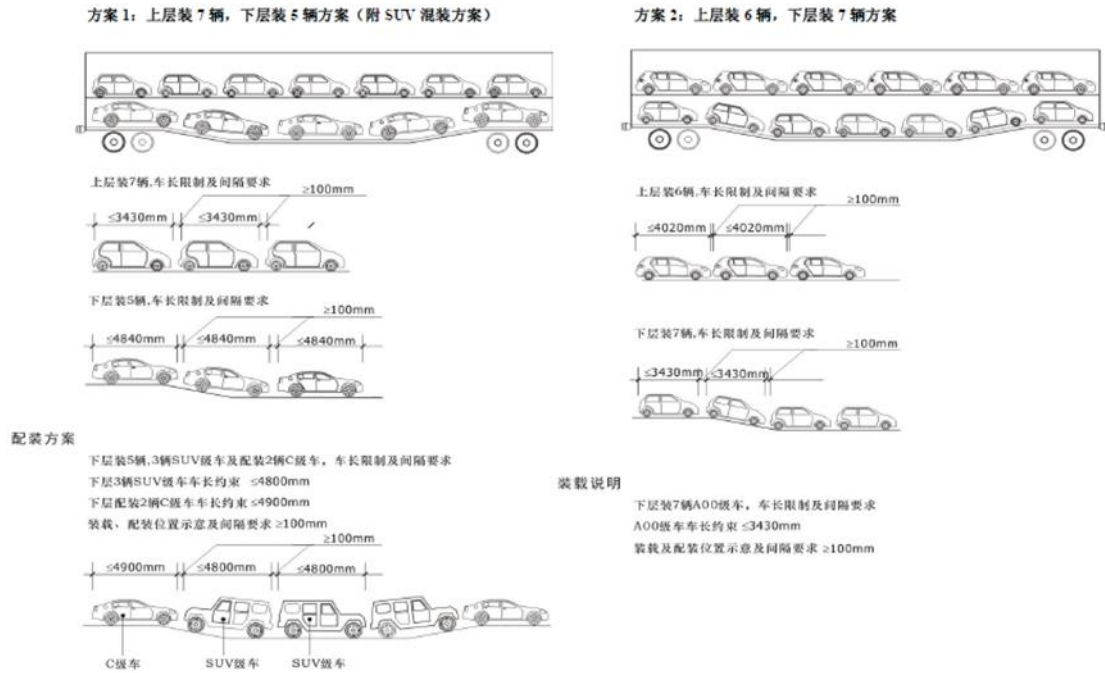 方案 1：上层装 7 辆，下层装 5 辆方案（附 SUV 混装方案）
上层装7辆,车长限制及间隔要求
≥100mm
≤3430mm
≤3430mm
下层装5辆,车长限制及间隔要求
≥100mm
≤4840mm
≤4840mm
≤4840mm
配装方案
下层装5辆,3辆SUV级车及配装2辆C级车，车长限制及间隔要求
下层3辆SUV级车车长约束 ≤4800mm
下层配装2辆C级车车长约束 ≤4900mm
装载、配装位置示意及间隔要求 ≥100mm
≥100mm
≤4900mm
≤4800mm
≤4800mm
C级车
SUV级车
SUV级车
方案 2：上层装 6 辆，下层装 7 辆方案
上层装6辆,车长限制及间隔要求
≥100mm
≤4020mm
≤4020mm
下层装7辆,车长限制及间隔要求
≥100mm
≤3430mm
≤3430mm
装载说明
下层装7辆A00级车，车长限制及间隔要求
A00级车车长约束 ≤3430mm
装载及配装位置示意及间隔要求 ≥100mm